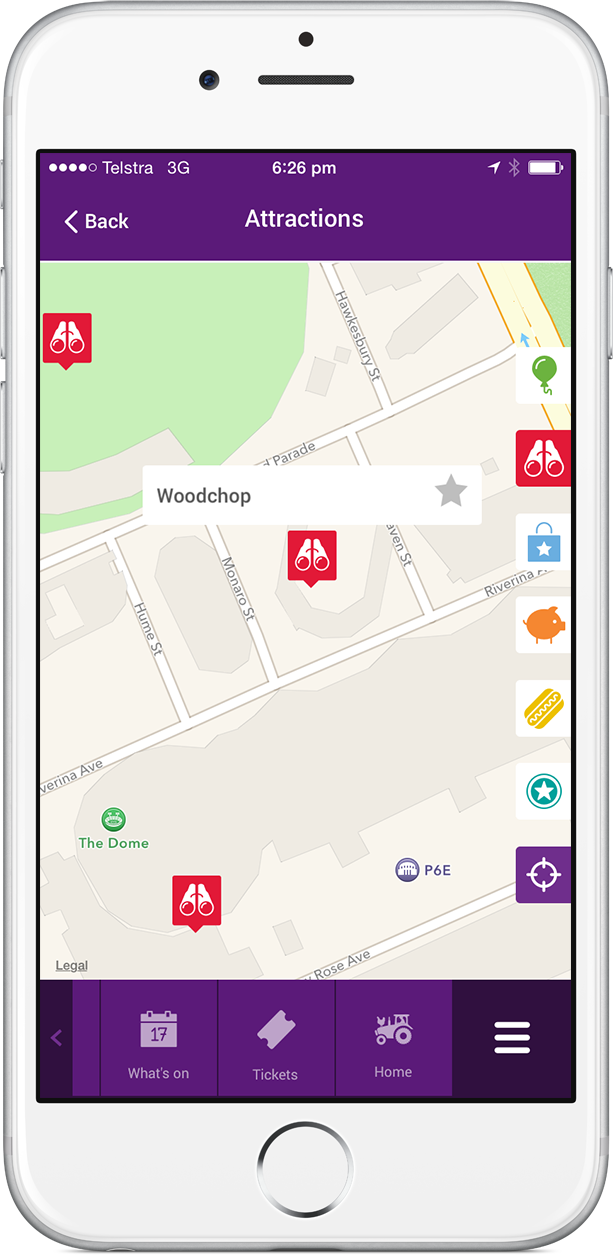 Telstra 3G 6:26 pm
Back Attractions
Hawkesbury St
d Parade
Woodchop
aven St
Monaro St
Riverina
Hume St
verina Ave
The Dome
P6E
Rose Ave
Legal
17
What's on Tickets Home